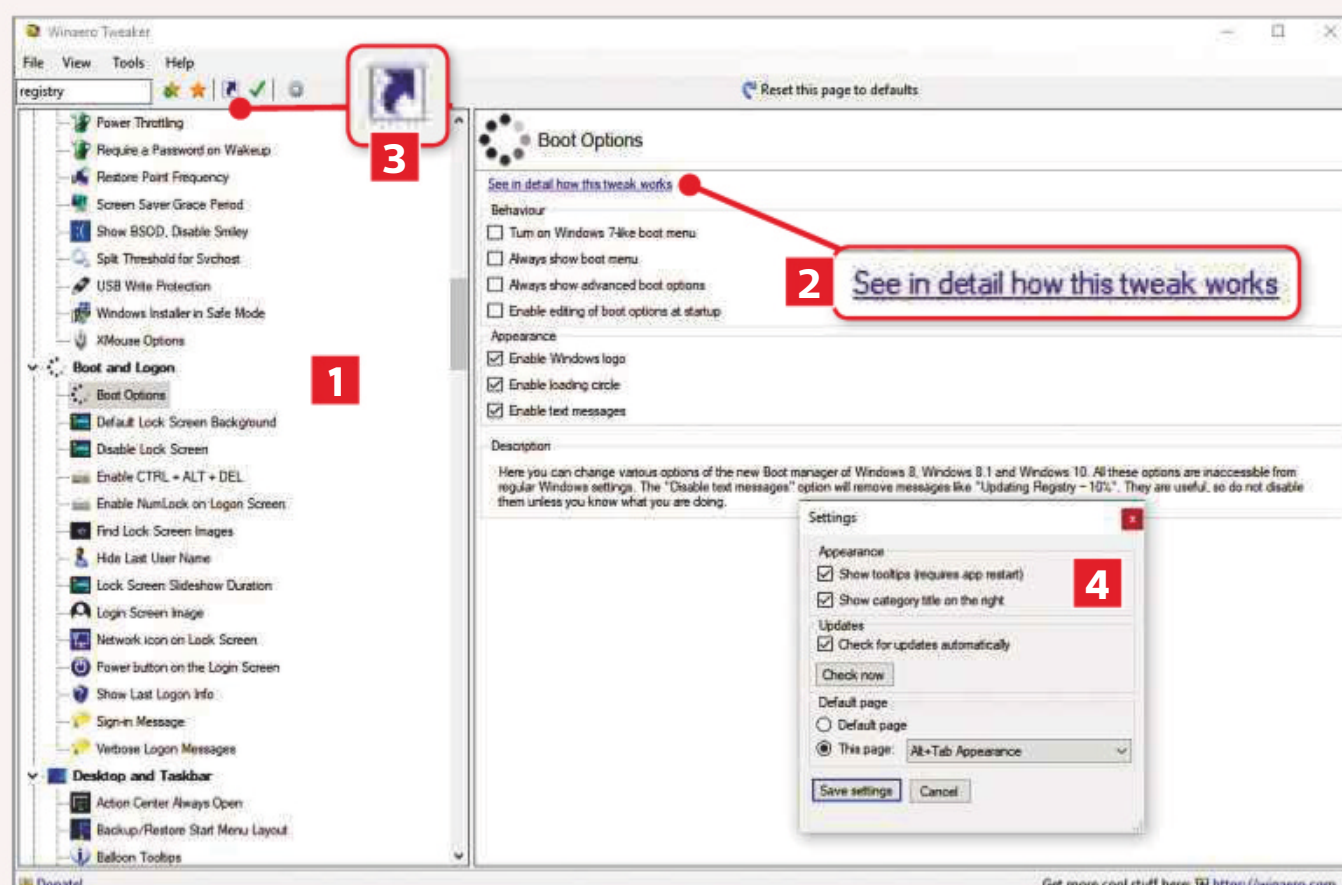 Winaero Tweaker
File View Tools Help
registry
Reset this page to defaults
3
Power Throttling
Require a Password on Wakeup
Restore Point Frequency
Screen Saver Grace Period
Show BSOD, Disable Smiley
Split Threshold for Svchost
USB Write Protection
Windows Installer in Safe Mode
XMouse Options
Boot and Logon
1
Boot Options
Default Lock Screen Background
Disable Lock Screen
Enable CTRL + ALT + DEL
Enable NumLock on Logon Screen
Find Lock Screen Images
Hide Last User Name
Lock Screen Slideshow Duration
Login Screen Image
Network icon on Lock Screen
Power button on the Login Screen
Show Last Logon Info
Sign-in Message
Verbose Logon Messages
Desktop and Taskbar
Action Center Always Open
Backup/Restore Start Menu Layout
Balloon Tooltips
Boot Options
See in detail how this tweak works
Behaviour
Turn on Windows 7-like boot menu
Always show boot menu
Always show advanced boot options
Enable editing of boot options at startup
2
See in detail how this tweak works
Appearance
Enable Windows logo
Enable loading circle
Enable text messages
Description
Here you can change various options of the new Boot manager of Windows 8, Windows 8.1 and Windows 10. All these options are inaccessible from
regular Windows settings. The "Disable text messages" option will remove messages like "Updating Registry - 10%". They are useful, so do not disable
them unless you know what you are doing.
Settings
x
Appearance
Show tooltips (requires app restart)
4
Show category title on the right
Updates
Check for updates automatically
Check now
Default page
Default page
This page: Alt+Tab Appearance
Save settings Cancel
Donate!
Get more cool stuff here: https://winaero.com